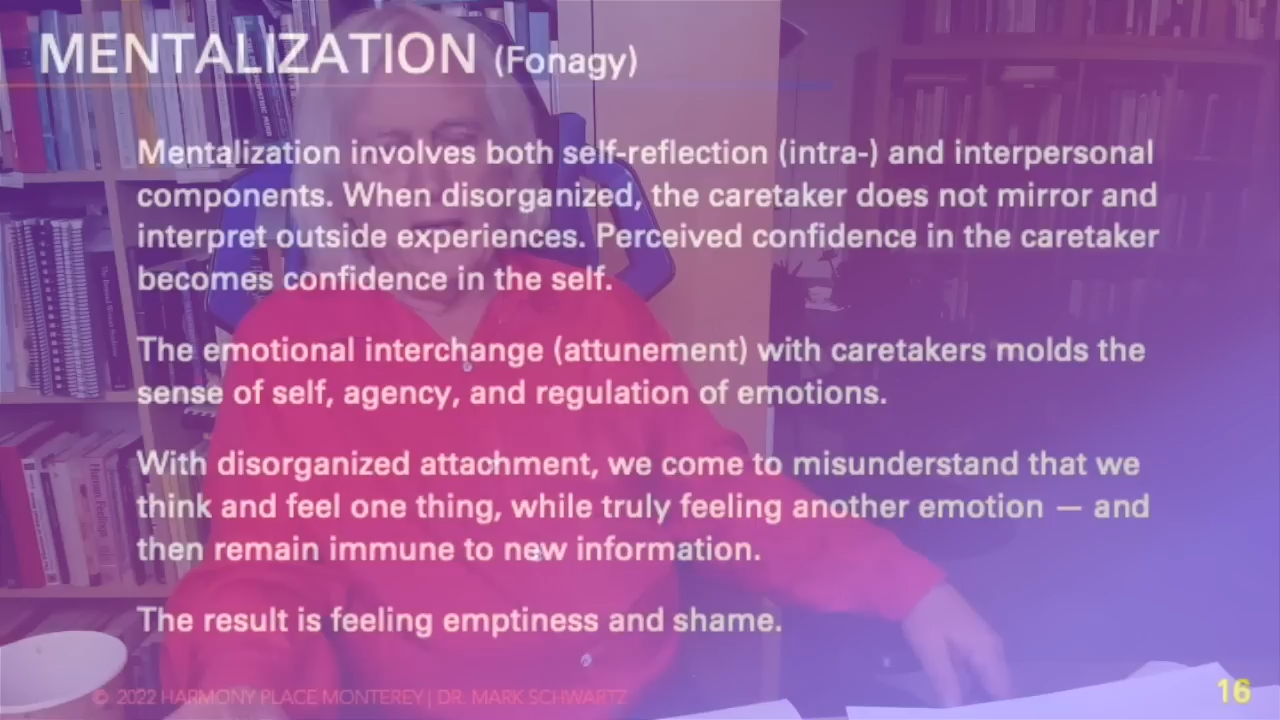 MENTALIZATION (Fonagy)
Mentalization involves both self-reflection (intra-) and interpersonal
components. When disorganized, the caretaker does not mirror and
interpret outside experiences. Perceived confidence in the caretaker
becomes confidence in the self.
The emotional interchange (attunement) with caretakers molds the
sense of self, agency, and regulation of emotions.
With disorganized attachment, we come to misunderstand that we
think and feel one thing, while truly feeling another emotion — and
then remain immune to new information.
The result is feeling emptiness and shame.
© 2022 HARMONY PLACE MONTEREY | DR. MARK SCHWARTZ
16